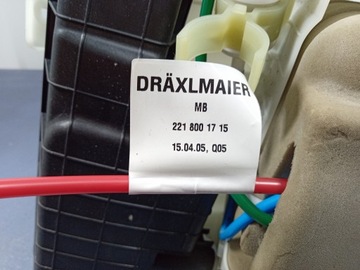 DRÄXLMAIER
MB
221 800 17 15
15.04.05, Q05